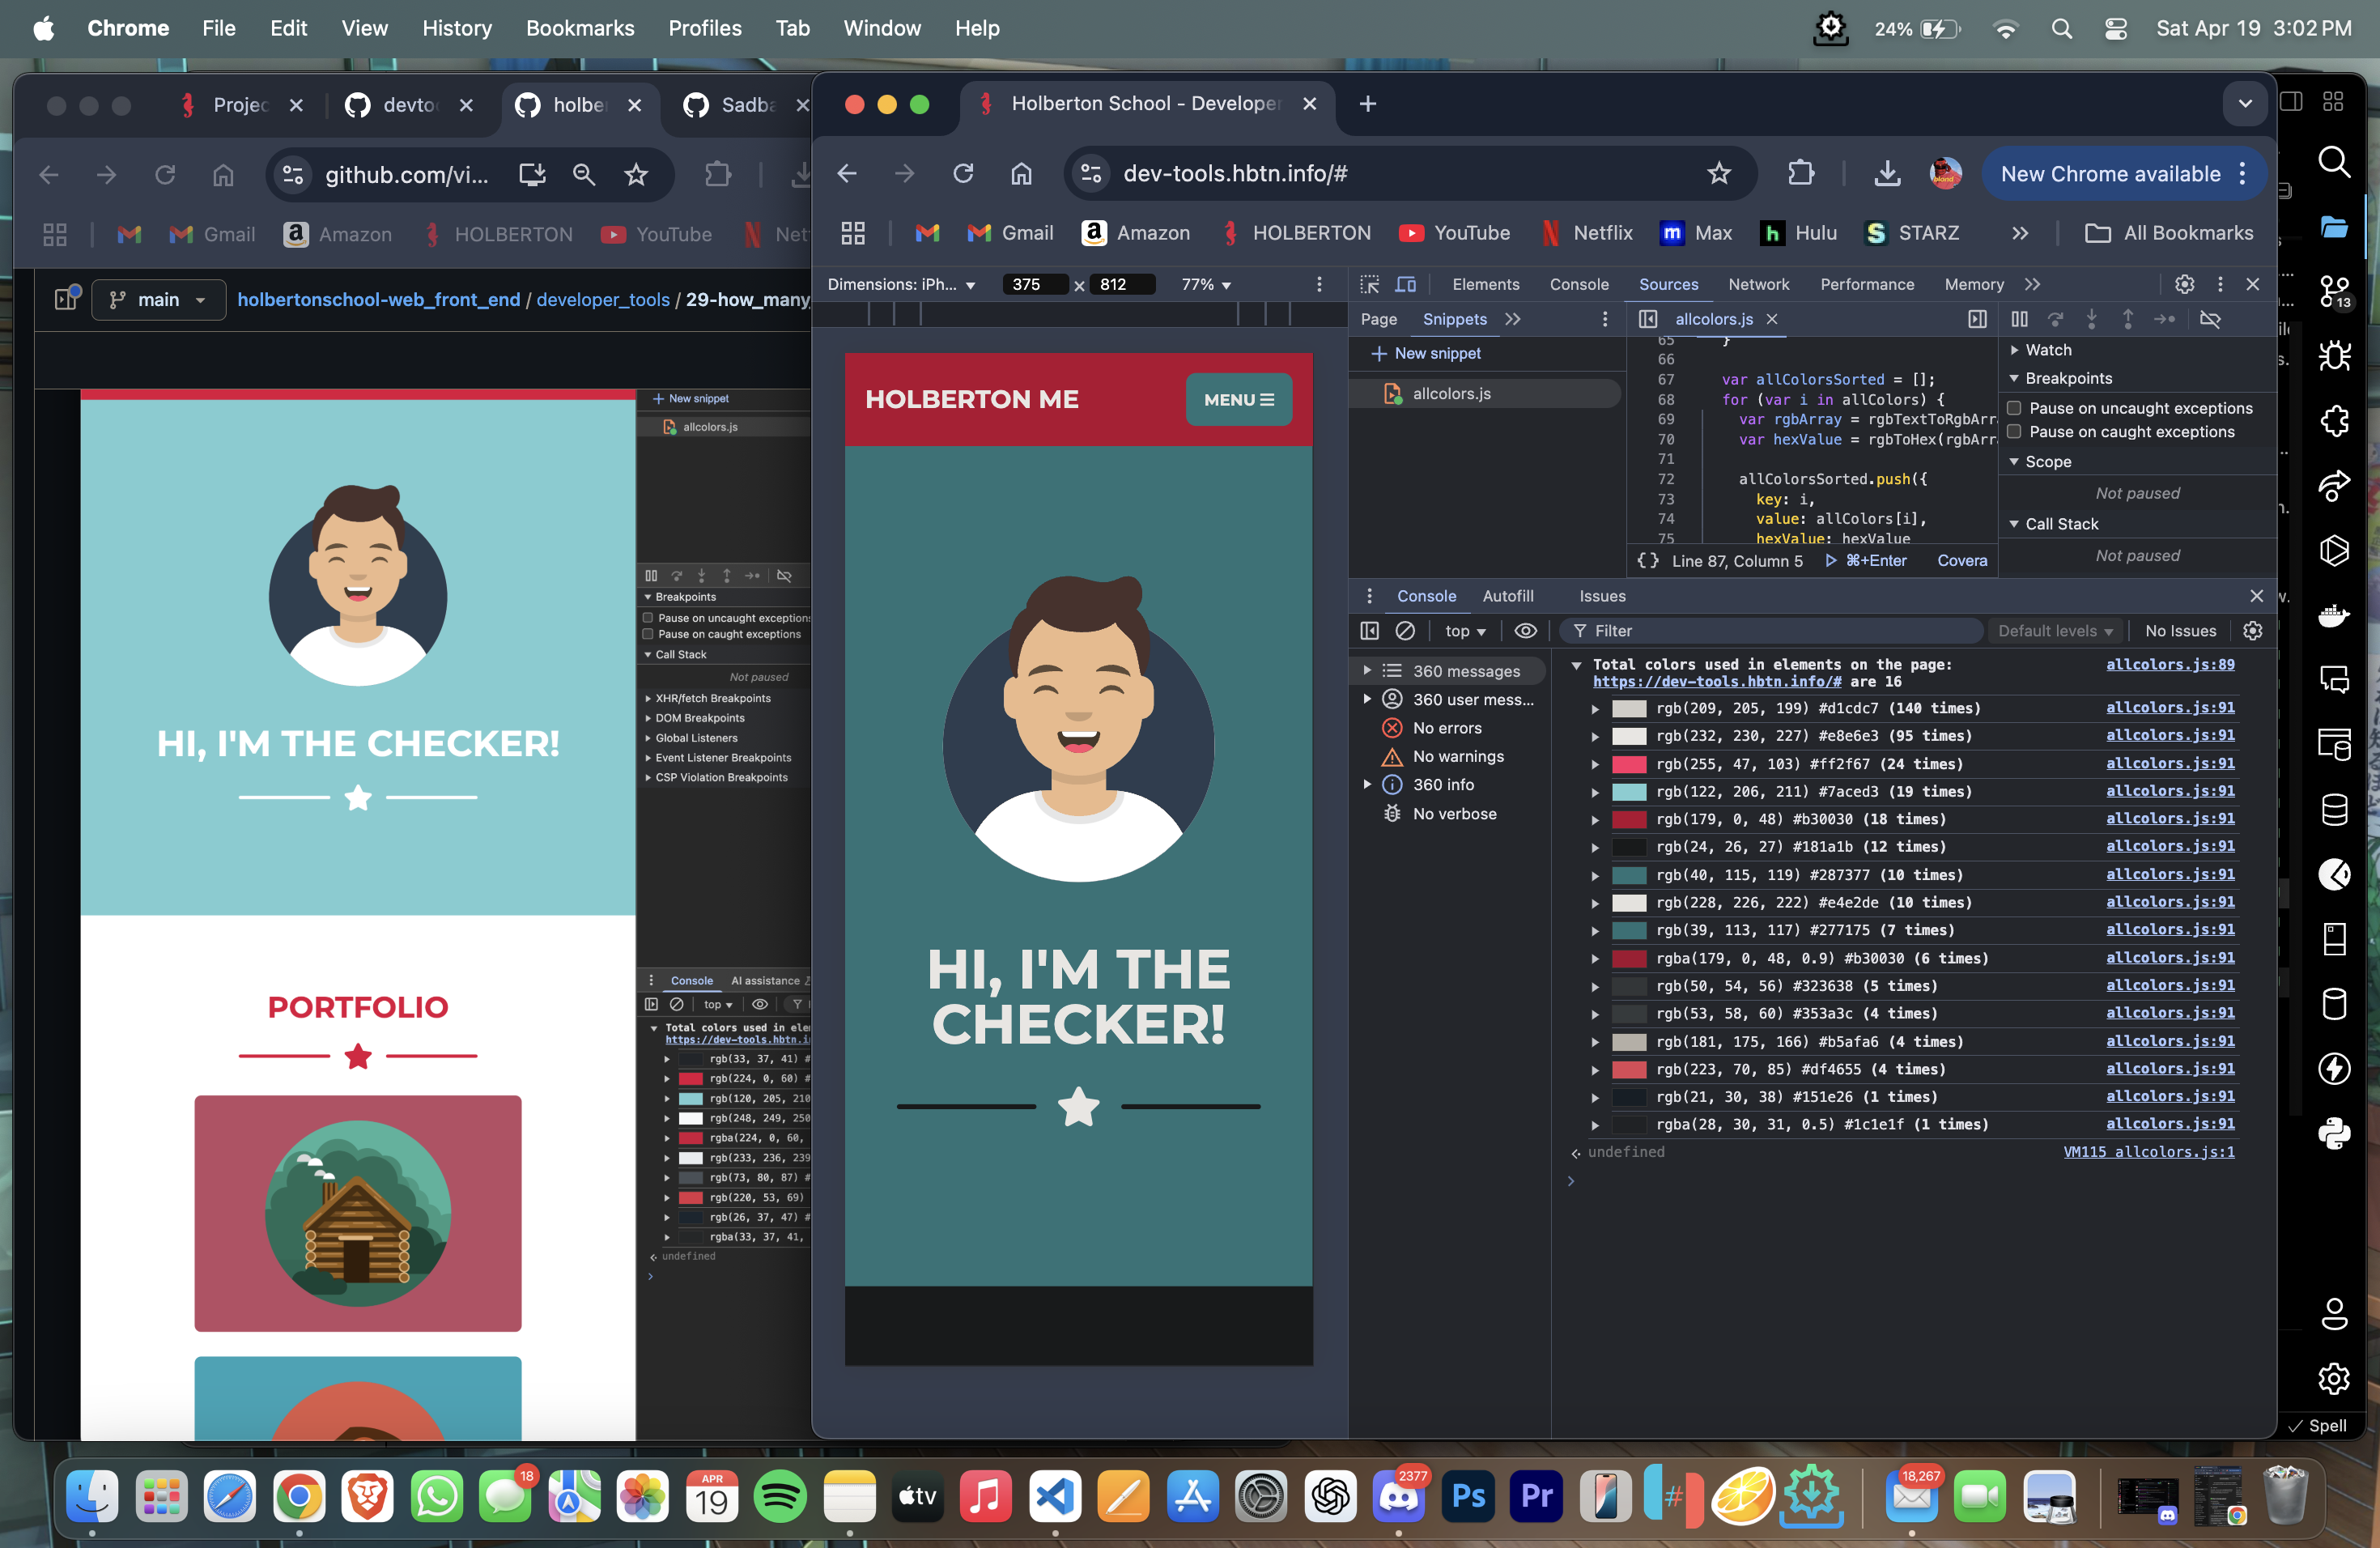 Chrome File Edit View History Bookmarks Profiles Tab Window Help 24% Sat Apr 19 3:02 PM
Projec devto holbe Sadba
github.com/vi...
Gmail Amazon HOLBERTON YouTube Net
main holbertonschool-web_front_end / developer_tools / 29-how_many
HI, I'M THE CHECKER!
PORTFOLIO
New snippet
allcolors.js
Breakpoints
Pause on uncaught exceptions
Pause on caught exceptions
Call Stack
Not paused
XHR/fetch Breakpoints
DOM Breakpoints
Global Listeners
Event Listener Breakpoints
CSP Violation Breakpoints
Console AI assistance
top
Total colors used in ele
https://dev-tools.hbtn.i
rgb(33, 37, 41) #
rgb(224, 0, 60) #
rgb(120, 205, 210
rgb(248, 249, 250
rgba(224, 0, 60,
rgb(233, 236, 239
rgb(73, 80, 87) #
rgb(220, 53, 69)
rgb(26, 37, 47) #
rgba(33, 37, 41,
undefined
Holberton School - Developer
dev-tools.hbtn.info/# New Chrome available
Gmail Amazon HOLBERTON YouTube Netflix Max Hulu STARZ All Bookmarks
Dimensions: iPh... 375 × 812 77%
HOLBERTON ME MENU
HI, I'M THE
CHECKER!
Elements Console Sources Network Performance Memory
Page Snippets allcolors.js
New snippet
allcolors.js
65 }
66
67 var allColorsSorted = [];
68 for (var i in allColors) {
69 var rgbArray = rgbTextToRgbArr
70 var hexValue = rgbToHex(rgbArr
71
72 allColorsSorted.push({
73 key: i,
74 value: allColors[i],
75 hexValue: hexValue
{} Line 87, Column 5 ⌘+Enter Covera
Watch
Breakpoints
Pause on uncaught exceptions
Pause on caught exceptions
Scope
Not paused
Call Stack
Not paused
Console Autofill Issues
top Filter Default levels No Issues
360 messages
360 user mess...
No errors
No warnings
360 info
No verbose
Total colors used in elements on the page: allcolors.js:89
https://dev-tools.hbtn.info/# are 16
rgb(209, 205, 199) #d1cdc7 (140 times) allcolors.js:91
rgb(232, 230, 227) #e8e6e3 (95 times) allcolors.js:91
rgb(255, 47, 103) #ff2f67 (24 times) allcolors.js:91
rgb(122, 206, 211) #7aced3 (19 times) allcolors.js:91
rgb(179, 0, 48) #b30030 (18 times) allcolors.js:91
rgb(24, 26, 27) #181a1b (12 times) allcolors.js:91
rgb(40, 115, 119) #287377 (10 times) allcolors.js:91
rgb(228, 226, 222) #e4e2de (10 times) allcolors.js:91
rgb(39, 113, 117) #277175 (7 times) allcolors.js:91
rgba(179, 0, 48, 0.9) #b30030 (6 times) allcolors.js:91
rgb(50, 54, 56) #323638 (5 times) allcolors.js:91
rgb(53, 58, 60) #353a3c (4 times) allcolors.js:91
rgb(181, 175, 166) #b5afa6 (4 times) allcolors.js:91
rgb(223, 70, 85) #df4655 (4 times) allcolors.js:91
rgb(21, 30, 38) #151e26 (1 times) allcolors.js:91
rgba(28, 30, 31, 0.5) #1c1e1f (1 times) allcolors.js:91
undefined VM115 allcolors.js:1
13
Spell
18 APR 19 tv 2377 Ps Pr # 18,267